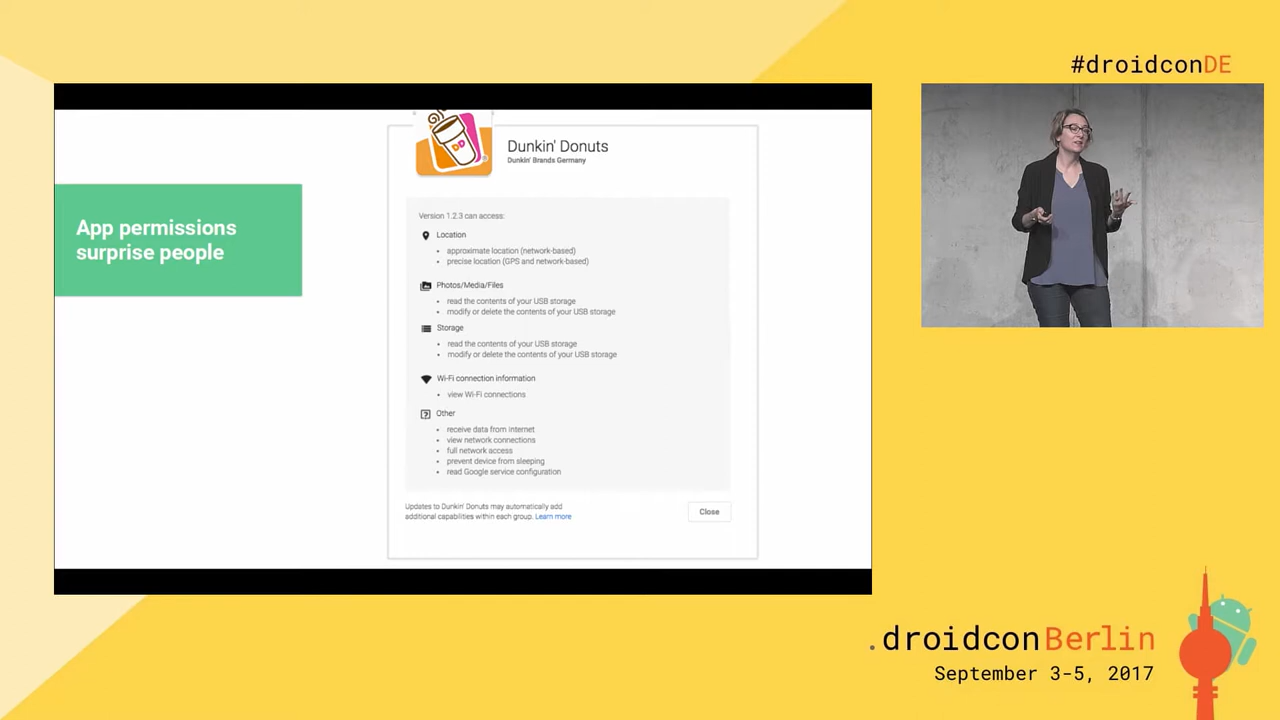 #droidconDE
App permissions
surprise people
DD
Dunkin' Donuts
Dunkin' Brands Germany
Version 1.2.3 can access:
Location
• approximate location (network-based)
• precise location (GPS and network-based)
Photos/Media/Files
• read the contents of your USB storage
• modify or delete the contents of your USB storage
Storage
• read the contents of your USB storage
• modify or delete the contents of your USB storage
Wi-Fi connection information
• view Wi-Fi connections
? Other
• receive data from internet
• view network connections
• full network access
• prevent device from sleeping
• read Google service configuration
Updates to Dunkin' Donuts may automatically add
additional capabilities within each group. Learn more
Close
.droidconBerlin
September 3-5, 2017